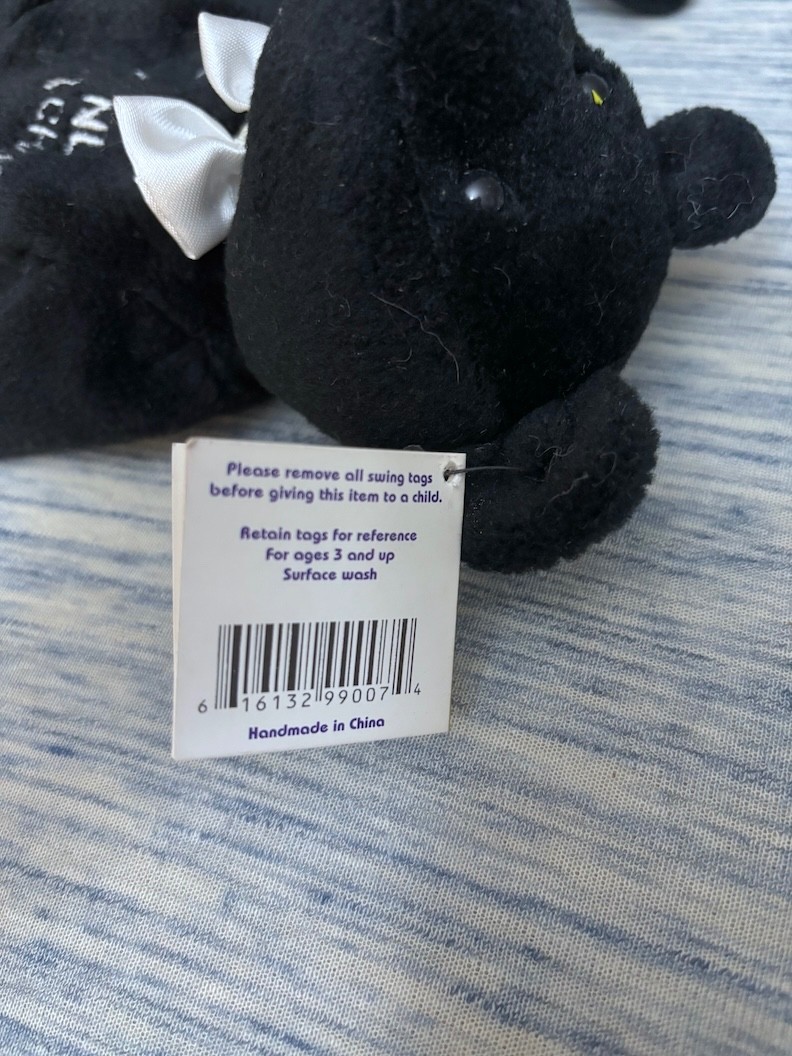 Please remove all swing tags
before giving this item to a child.
Retain tags for reference
For ages 3 and up
Surface wash
6 16132 99007 4
Handmade in China
NL